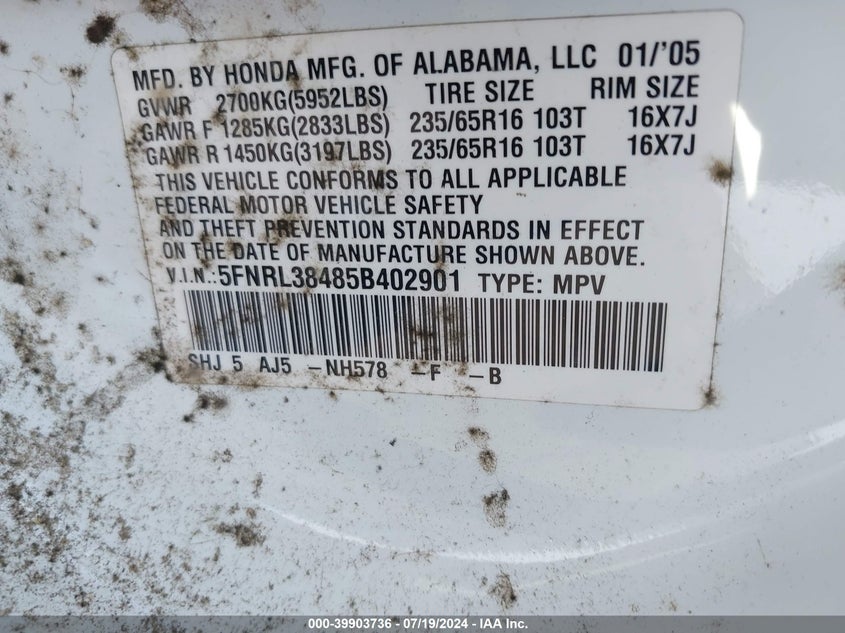 MFD. BY HONDA MFG. OF ALABAMA, LLC 01/'05
GVWR 2700KG(5952LBS) TIRE SIZE RIM SIZE
GAWR F 1285KG(2833LBS) 235/65R16 103T 16X7J
GAWR R 1450KG(3197LBS) 235/65R16 103T 16X7J
THIS VEHICLE CONFORMS TO ALL APPLICABLE
FEDERAL MOTOR VEHICLE SAFETY
AND THEFT PREVENTION STANDARDS IN EFFECT
ON THE DATE OF MANUFACTURE SHOWN ABOVE.
V.I.N.:5FNRL38485B402901 TYPE: MPV
SHJ 5 AJ5 -NH578 -F -B
000-39903736 - 07/19/2024 - IAA Inc.